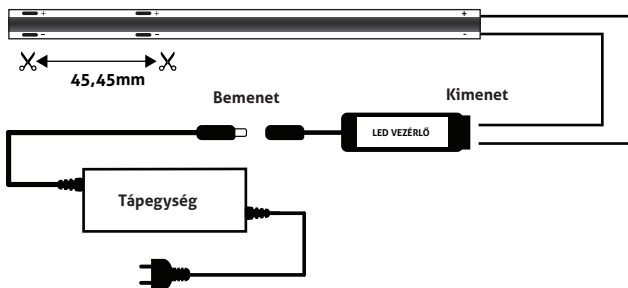 + + +
- - -
45,45mm
Bemenet
Kimenet
LED VEZÉRLŐ
Tápegység